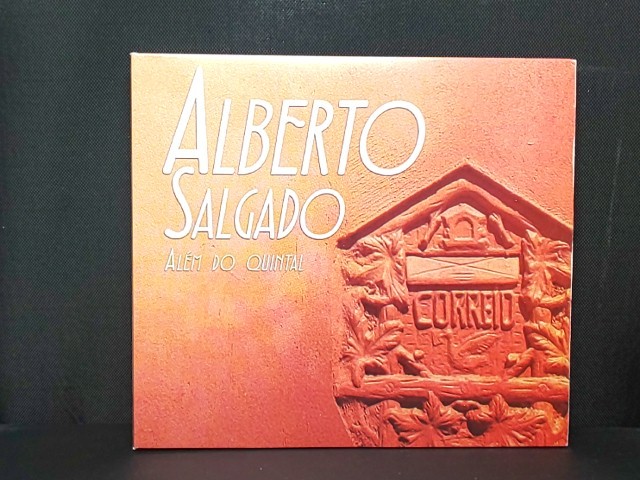 ALBERTO
SALGADO
ALÉM DO QUINTAL
CORREIO